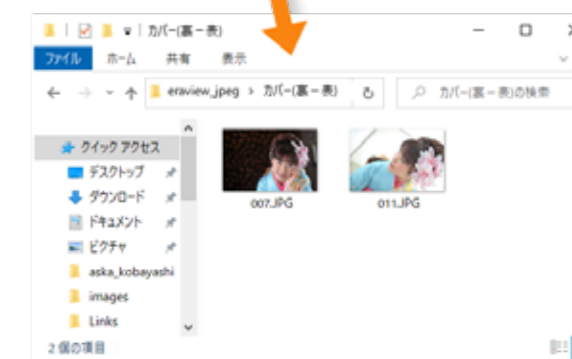 カバー(裏－表)
ファイル ホーム 共有 表示
eraview_jpeg › カバー(裏－表) カバー(裏－表)の検索
クイック アクセス
デスクトップ
ダウンロード
ドキュメント
ピクチャ
aska_kobayashi
images
Links
007.JPG 011.JPG
2 個の項目